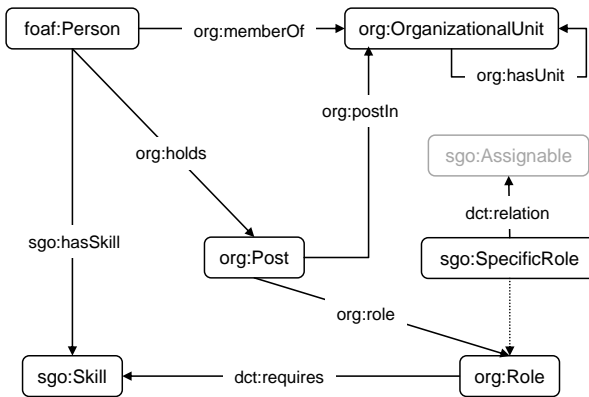 foaf:Person
org:memberOf
org:OrganizationalUnit
org:hasUnit
org:postIn
org:holds
sgo:Assignable
dct:relation
sgo:hasSkill
org:Post
sgo:SpecificRole
org:role
sgo:Skill
dct:requires
org:Role